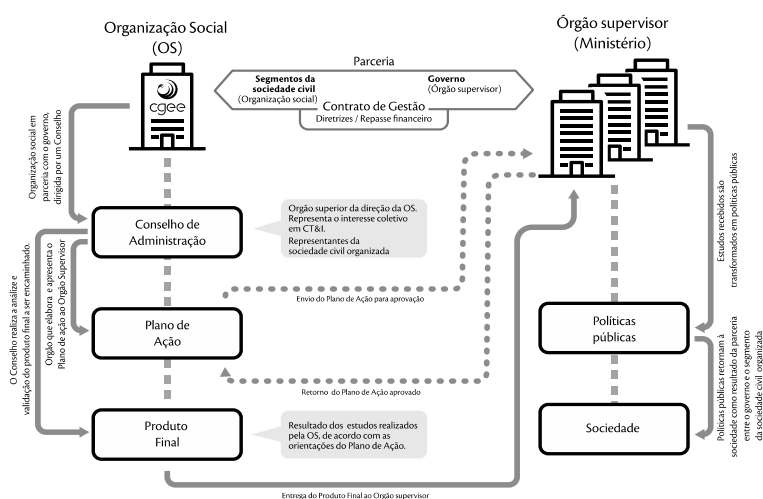 Organização Social
(OS)
Órgão supervisor
(Ministério)
Parceria
Segmentos da
sociedade civil
(Organização social)
Governo
(Órgão supervisor)
Contrato de Gestão
Diretrizes / Repasse financeiro
cgee
Organização social em
parceria com o governo,
dirigida por um Conselho
Conselho de
Administração
Orgão superior da direção da OS.
Representa o interesse coletivo
em CT&I.
Representantes da
sociedade civil organizada
Estudos recebidos são
transformados em políticas públicas
O Conselho realiza a análize e
validação do produto final a ser encaminhado.
Orgão que elabora e apresenta o
Plano de ação ao Orgão Supervisor
Envio do Plano de Ação para aprovação
Plano de
Ação
Políticas
públicas
Retorno do Plano de Ação aprovado
Políticas públicas retornam à
sociedade como resultado da parceria
entre o governo e o segmento
da sociedade civil organizada
Produto
Final
Resultado dos estudos realizados
pela OS, de acordo com as
orientações do Plano de Ação.
Sociedade
Entrega do Produto Final ao Orgão supervisor